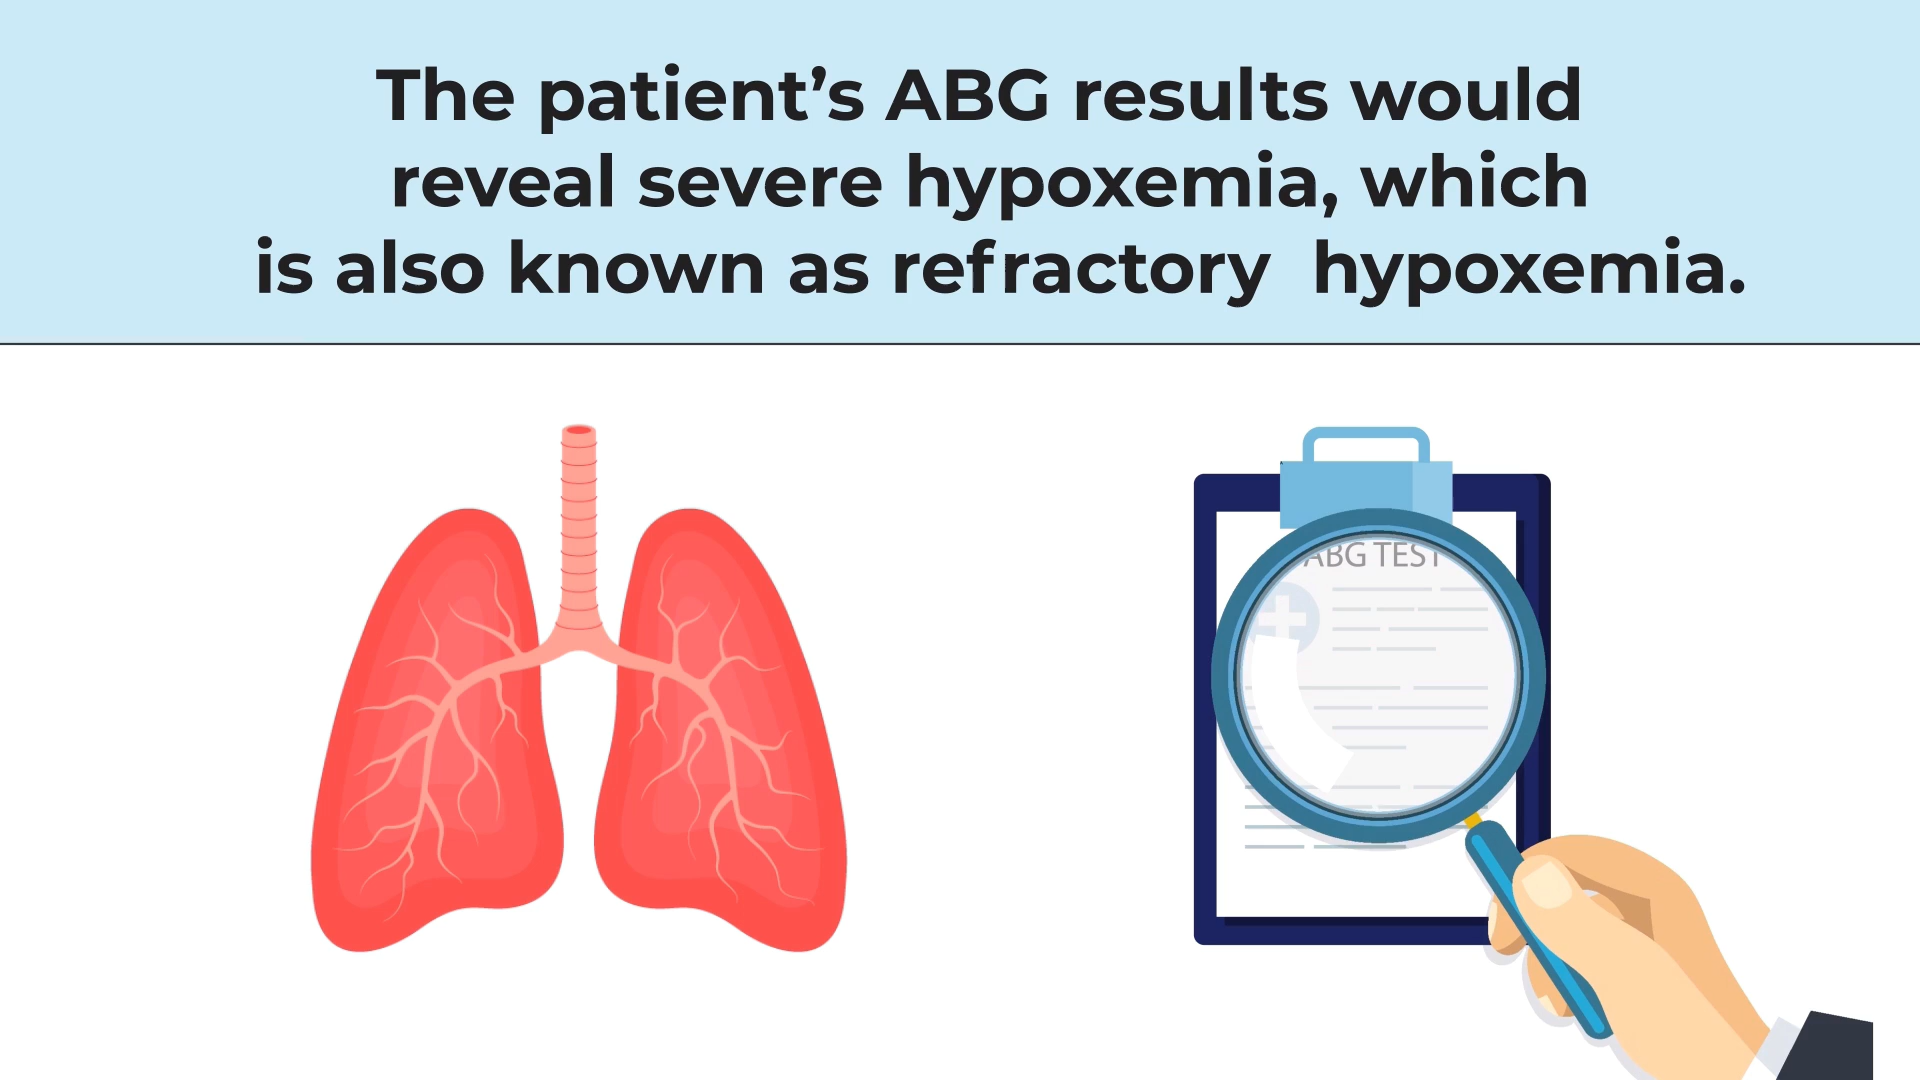 The patient’s ABG results would
reveal severe hypoxemia, which
is also known as refractory hypoxemia.
ABG TEST